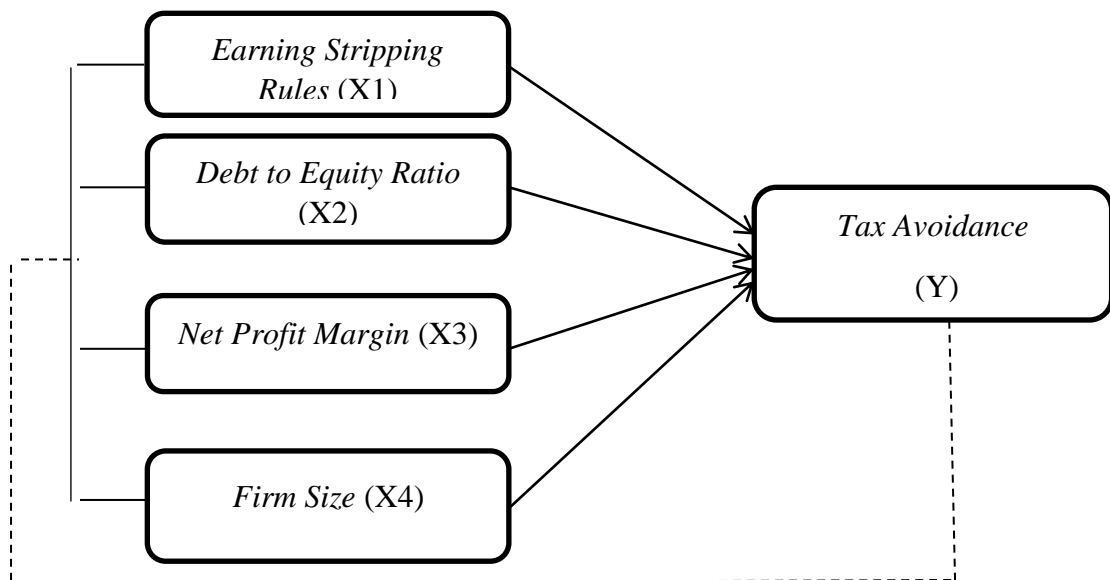 Earning Stripping
Rules (X1)
Debt to Equity Ratio
(X2)
Tax Avoidance
(Y)
Net Profit Margin (X3)
Firm Size (X4)